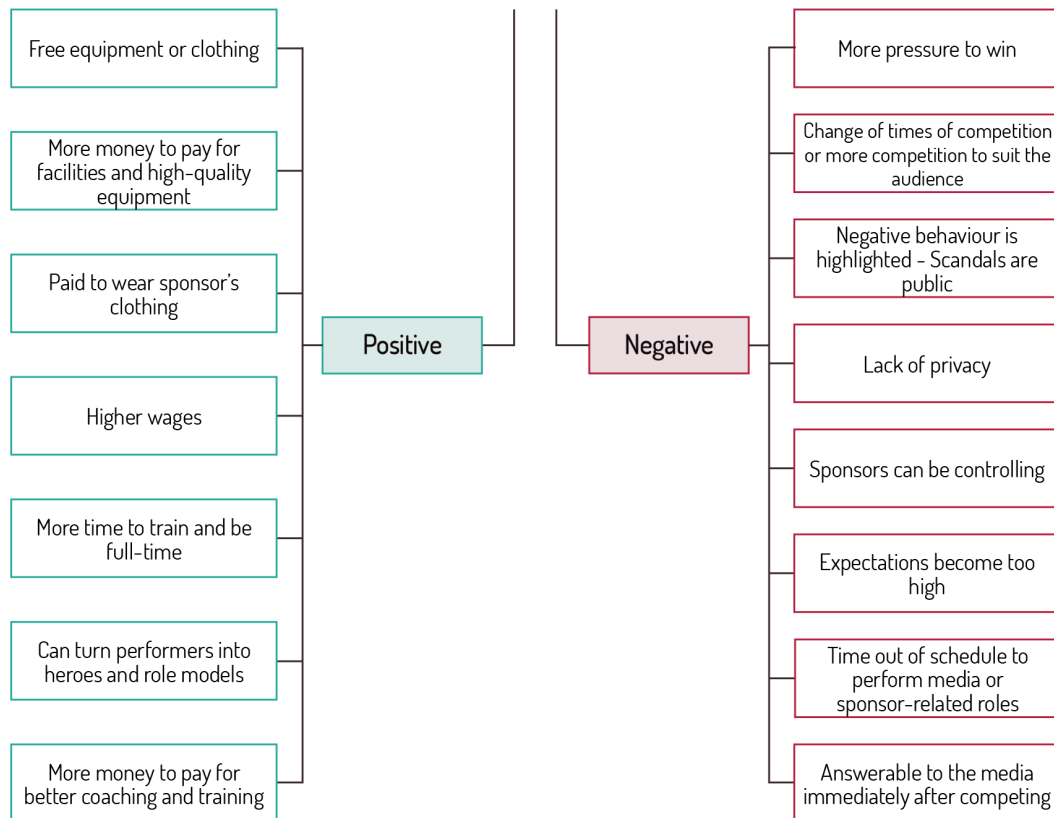 Free equipment or clothing
More money to pay for
facilities and high-quality
equipment
Paid to wear sponsor's
clothing
Higher wages
More time to train and be
full-time
Can turn performers into
heroes and role models
More money to pay for
better coaching and training
Positive
Negative
More pressure to win
Change of times of competition
or more competition to suit the
audience
Negative behaviour is
highlighted - Scandals are
public
Lack of privacy
Sponsors can be controlling
Expectations become too
high
Time out of schedule to
perform media or
sponsor-related roles
Answerable to the media
immediately after competing